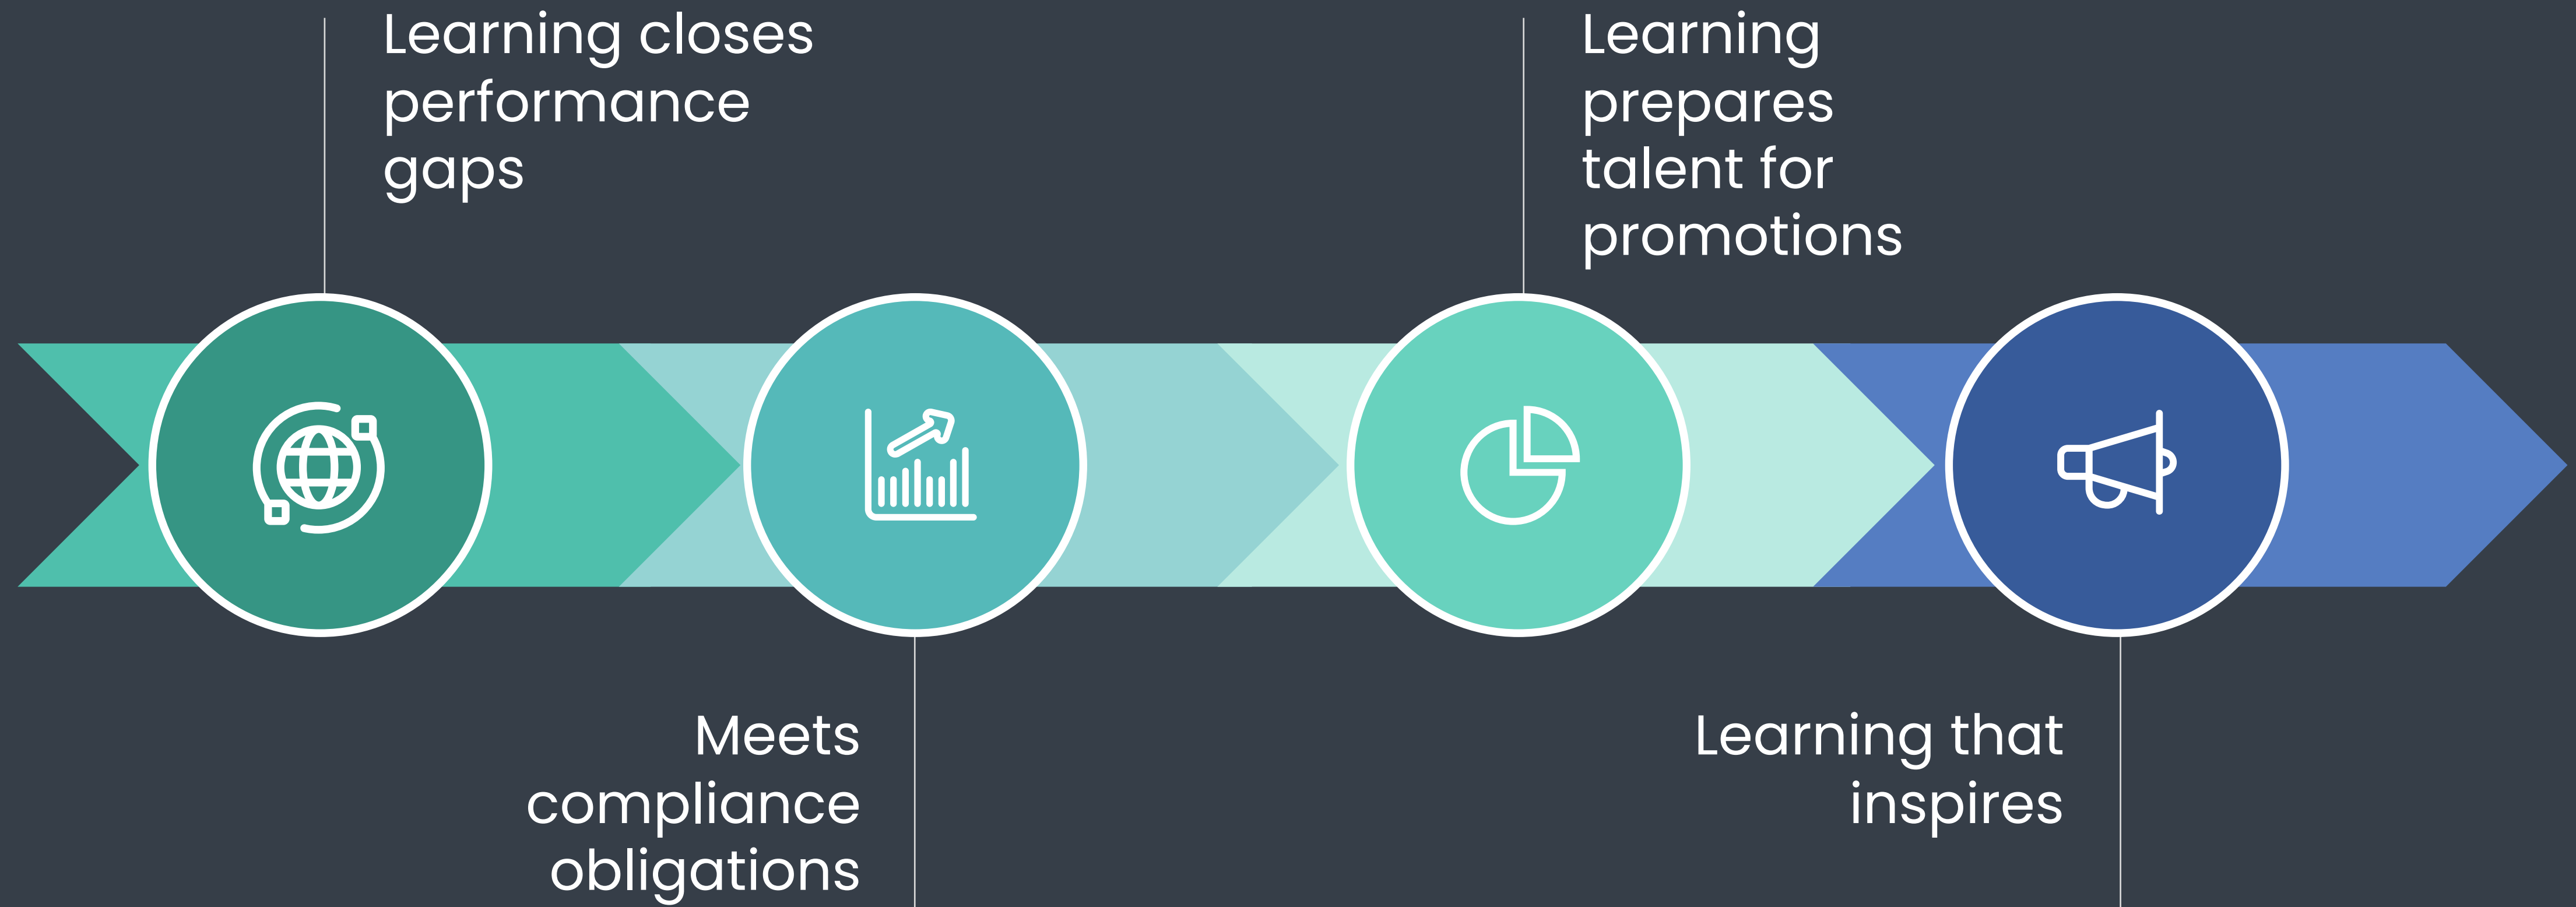 Learning closes
performance
gaps
Meets
compliance
obligations
Learning
prepares
talent for
promotions
Learning that
inspires